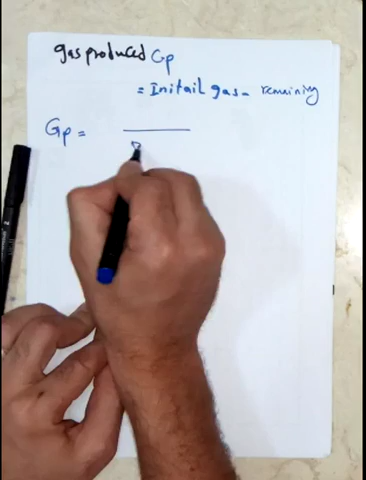 gas produced Gp
= Initail gas - remaining
Gp =